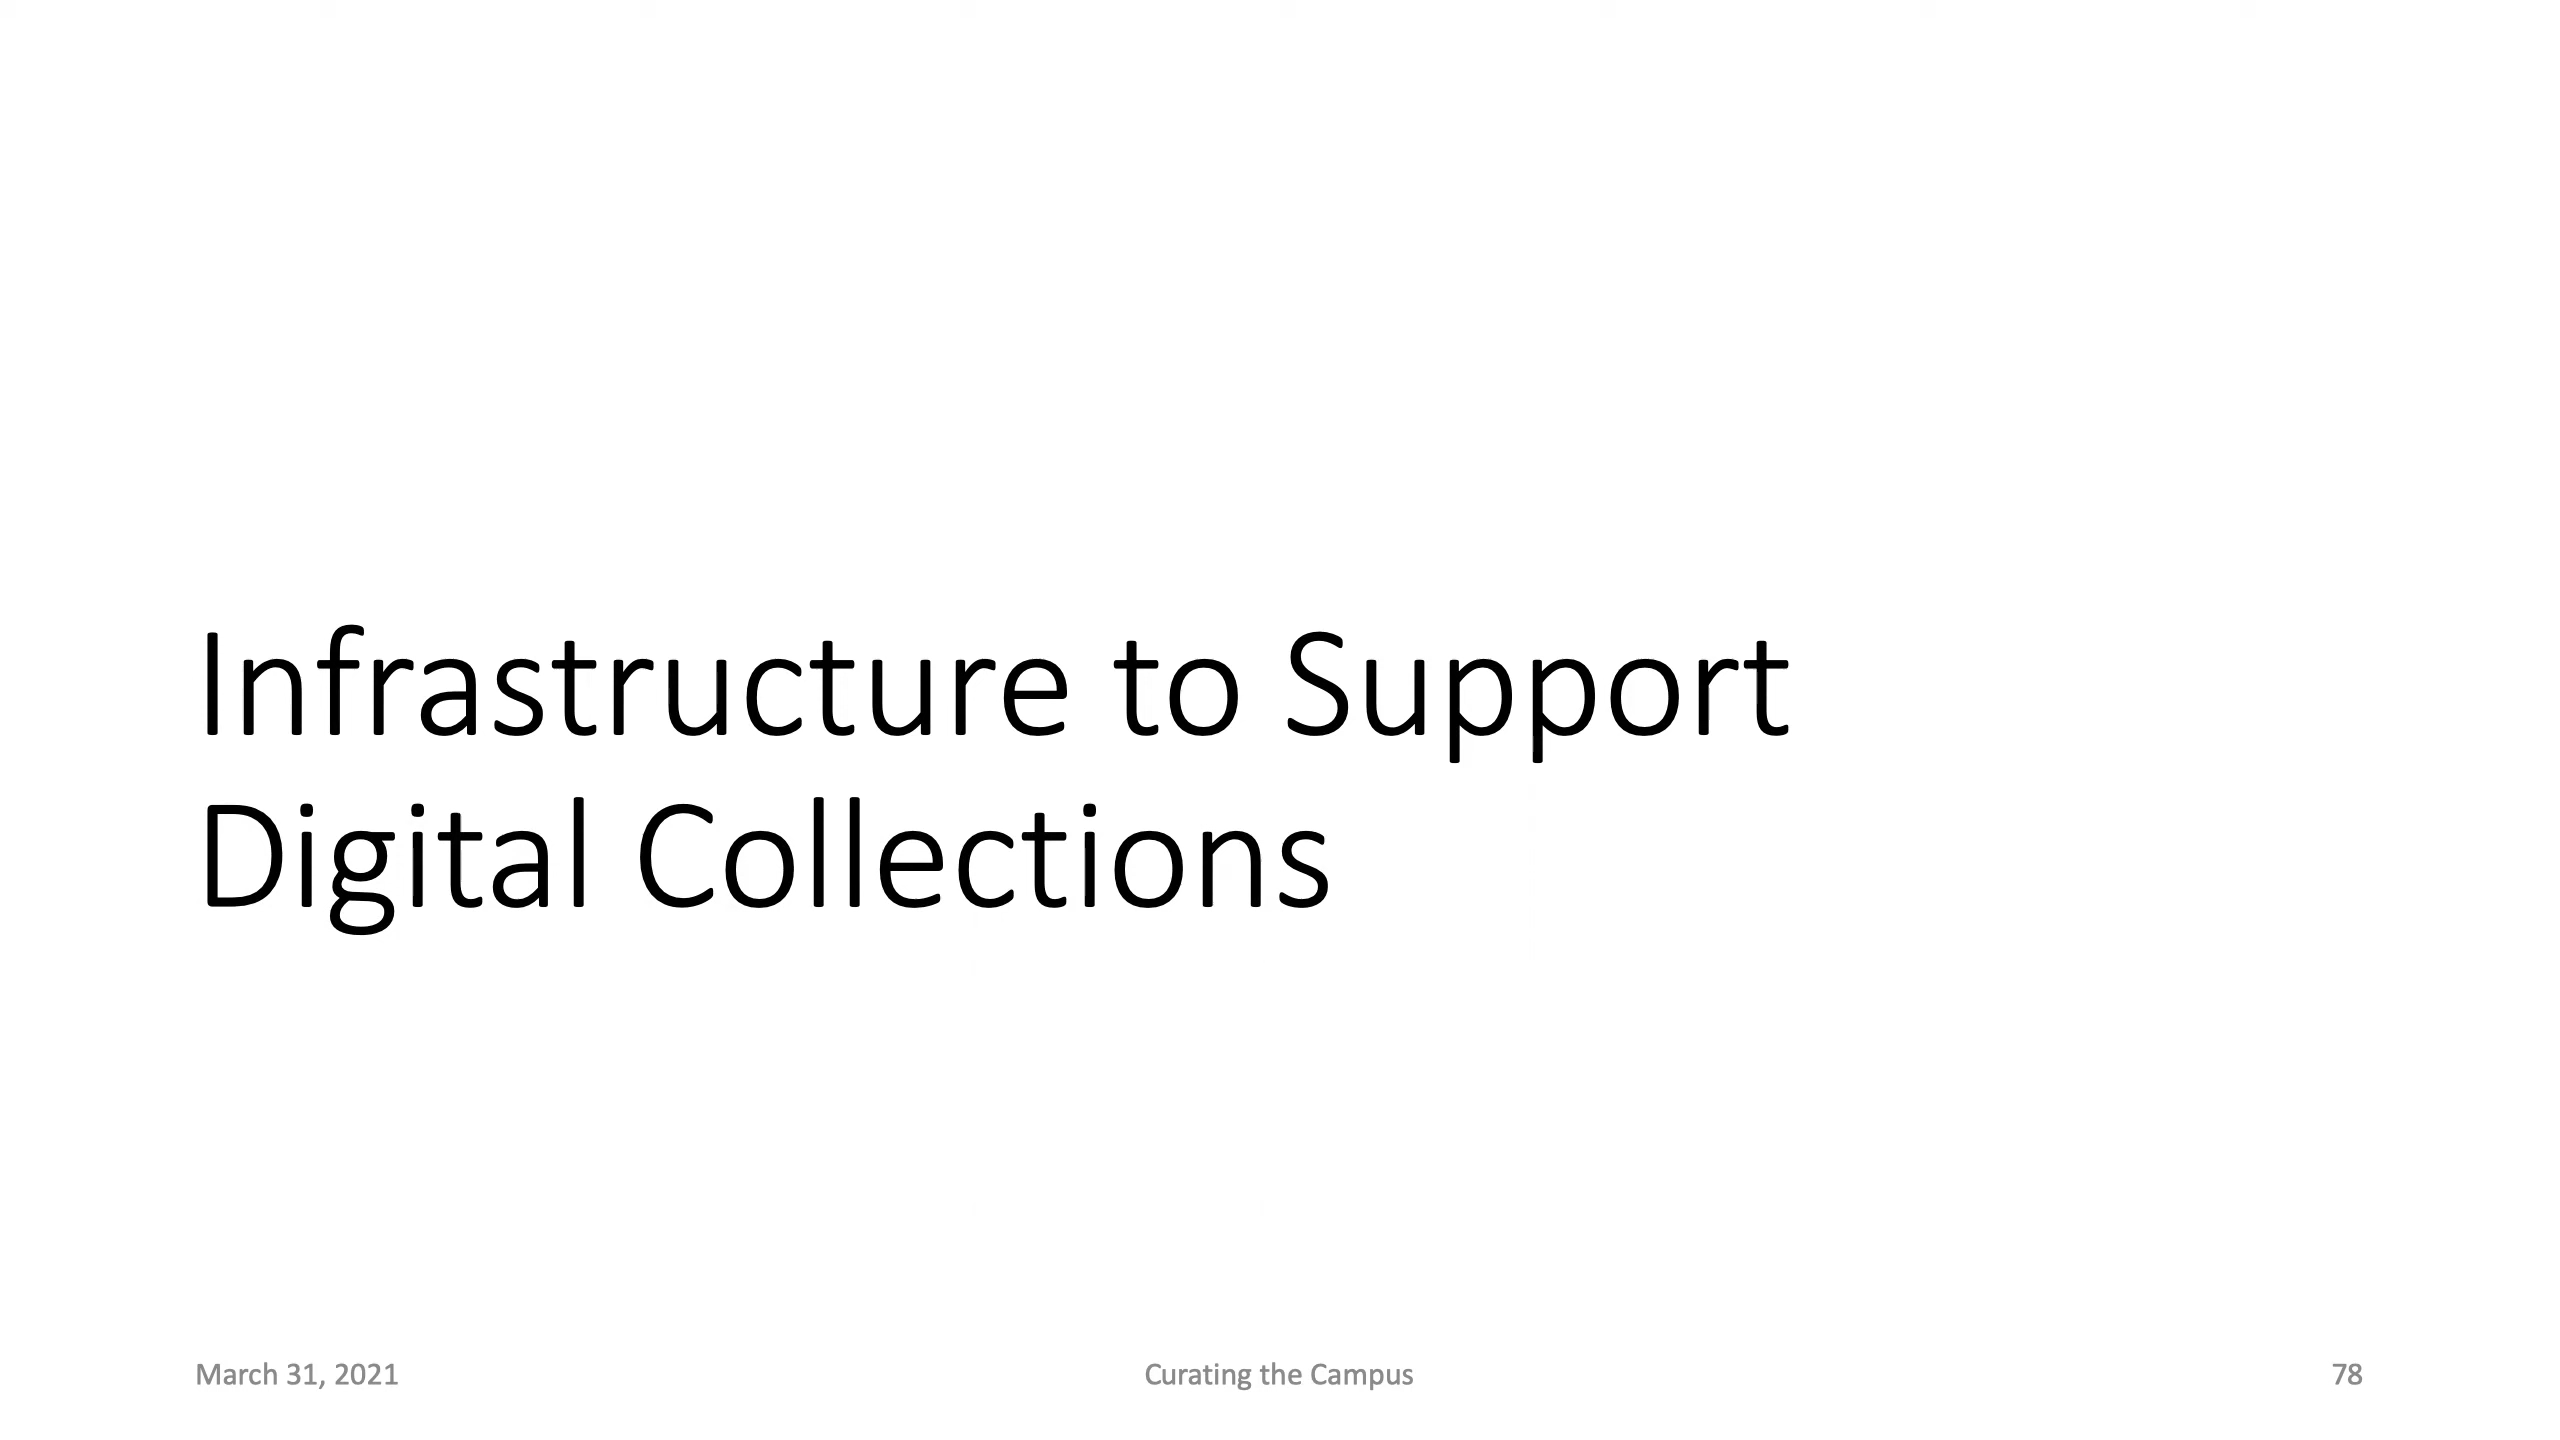 Infrastructure to Support
Digital Collections
March 31, 2021
Curating the Campus
78